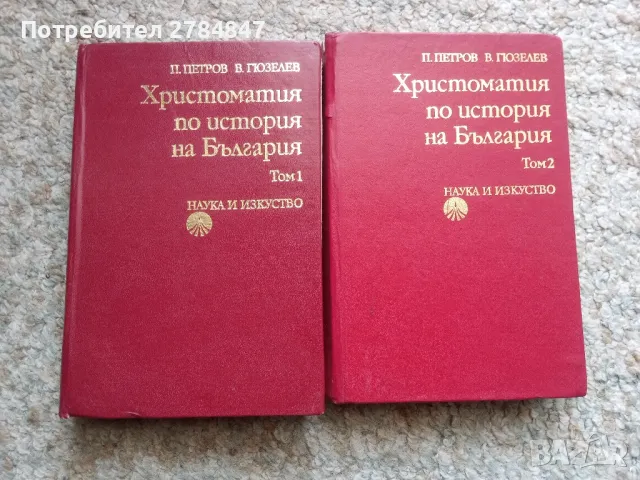 Потребител 2784847
П. ПЕТРОВ В. ГЮЗЕЛЕВ
Христоматия
по история
на България
Том 1
НАУКА И ИЗКУСТВО
П. ПЕТРОВ В. ГЮЗЕЛЕВ
Христоматия
по история
на България
Том 2
НАУКА И ИЗКУСТВО
BAZAR